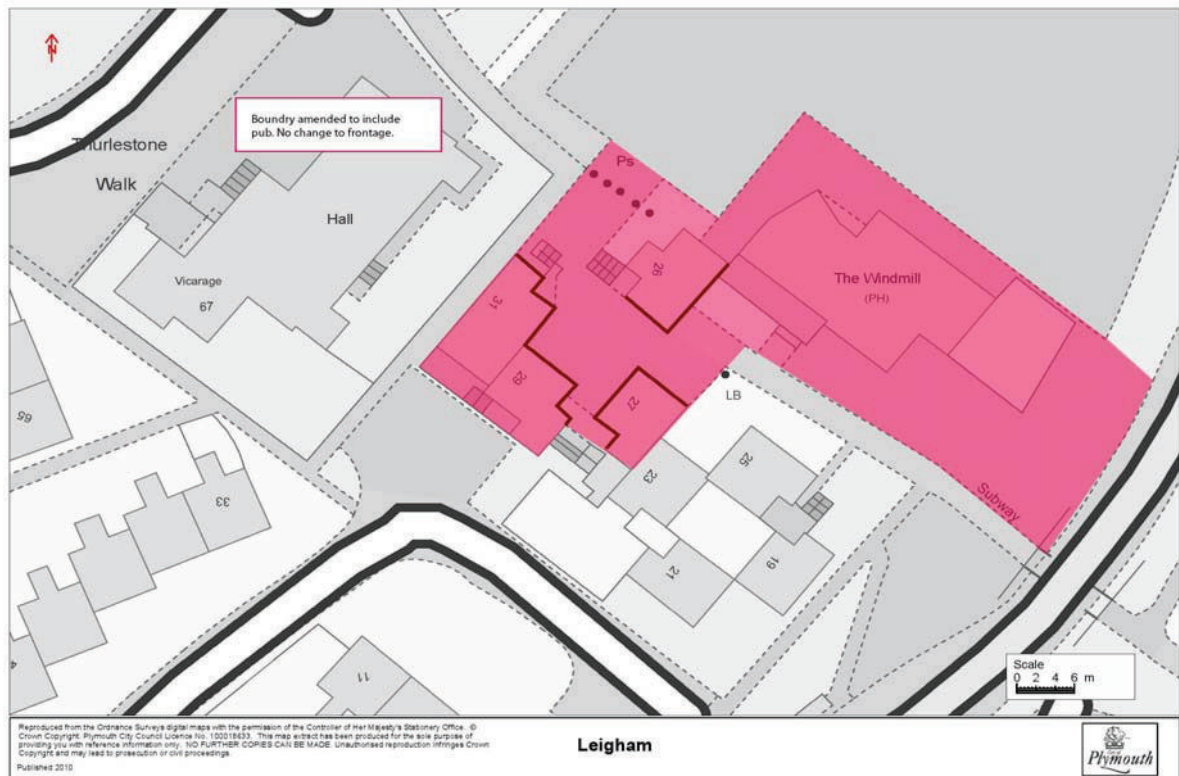 N
Boundry amended to include
pub. No change to frontage.
Thurlestone
Walk
Hall
Vicarage
67
Ps
26
The Windmill
(PH)
31
29
27
LB
65
33
23
25
21
19
Subway
4
11
Scale
0 2 4 6 m
Reproduced from the Ordnance Surveys digital maps with the permission of the Controller of Her Majesty's Stationery Office. ©
Crown Copyright. Plymouth City Council Licence No. 100018633. This map extract has been produced for the sole purpose of
providing you with reference information only. NO FURTHER COPIES CAN BE MADE. Unauthorised reproduction infringes Crown
Copyright and may lead to prosecution or civil proceedings.
Published 2010
Leigham
Plymouth